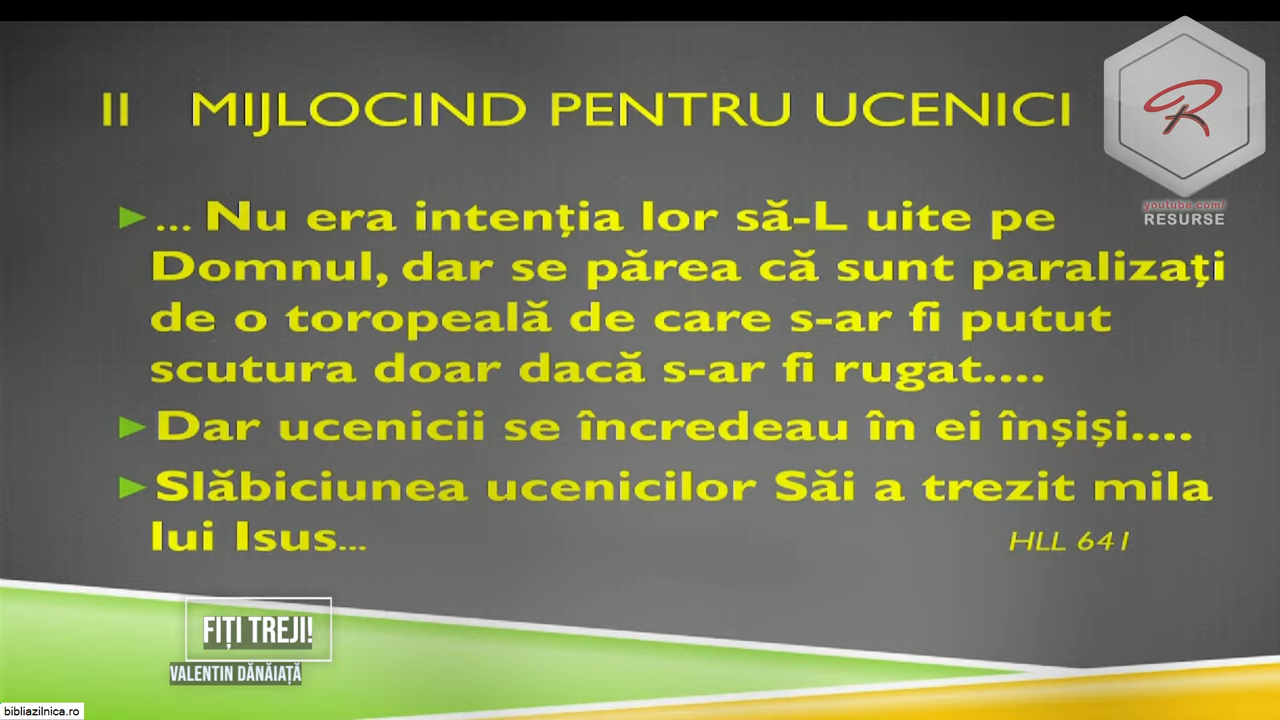 II MIJLOCIND PENTRU UCENICI
... Nu era intenția lor să-L uite pe
Domnul, dar se părea că sunt paralizați
de o toropeală de care s-ar fi putut
scutura doar dacă s-ar fi rugat....
Dar ucenicii se încredeau în ei înșiși....
Slăbiciunea ucenicilor Săi a trezit mila
lui Isus...
HLL 641
R
youtube.com/
RESURSE
FIȚI TREJI!
VALENTIN DĂNĂIAȚĂ
bibliazilnica.ro